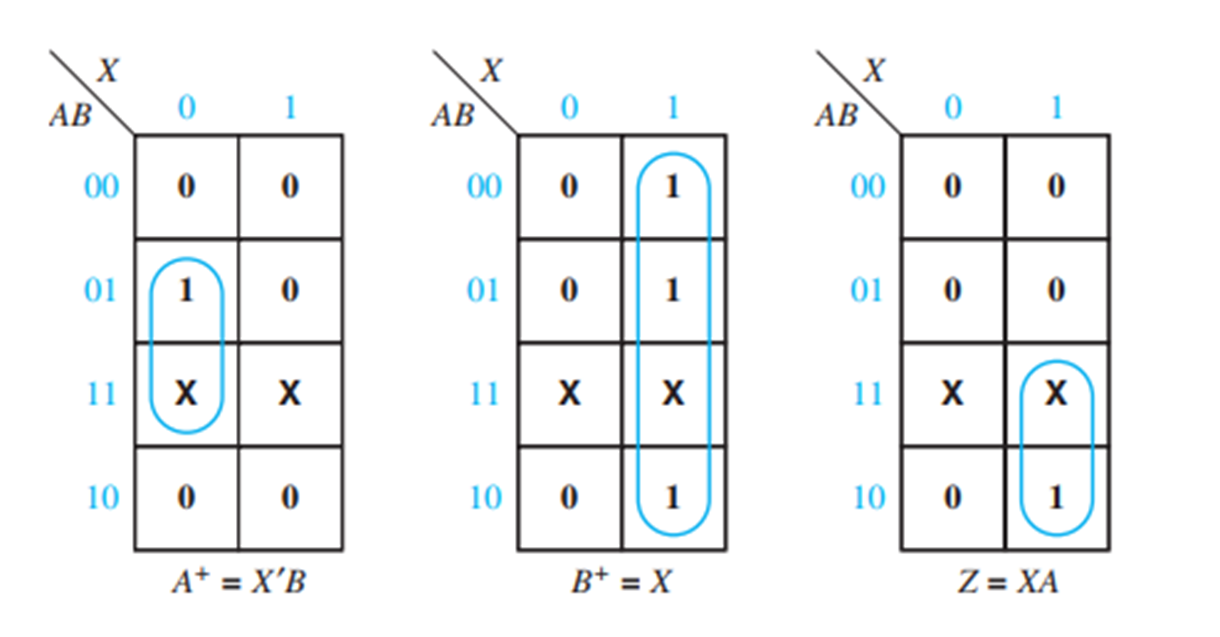 X X X
AB 0 1 AB 0 1 AB 0 1
00 0 0 00 0 1 00 0 0
01 1 0 01 0 1 01 0 0
11 X X 11 X X 11 X X
10 0 0 10 0 1 10 0 1
A⁺ = X′B B⁺ = X Z = XA